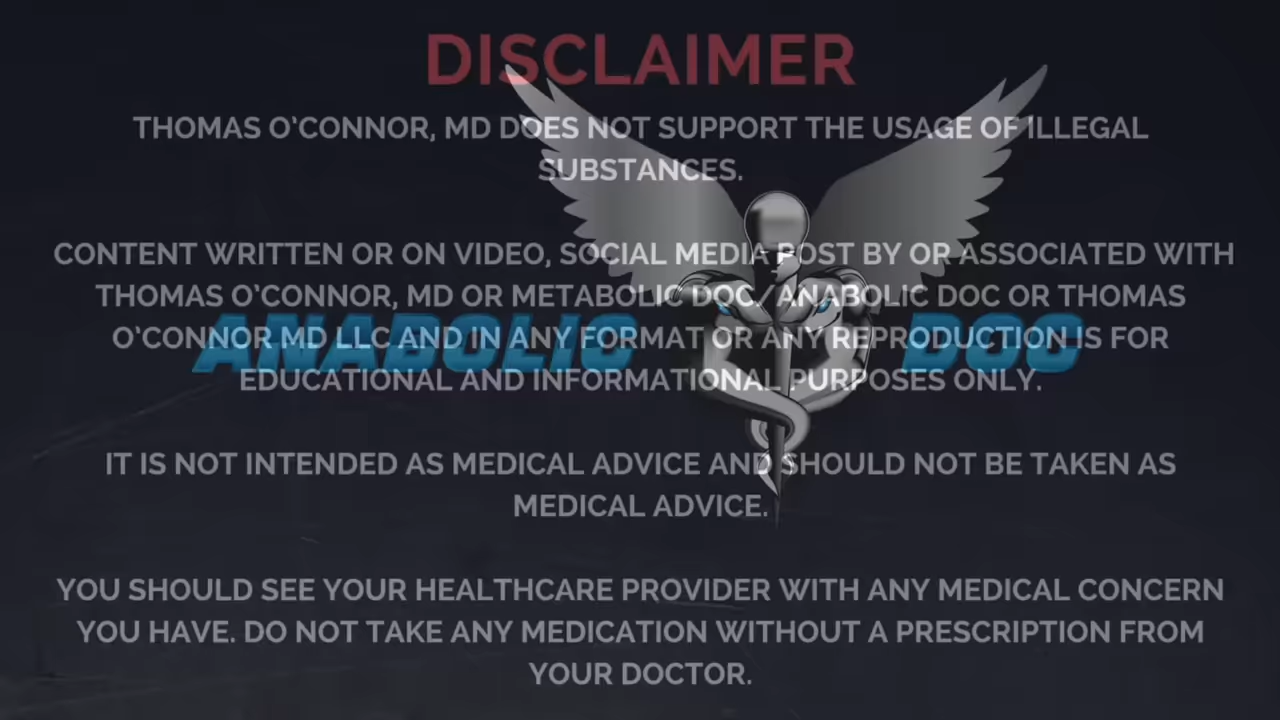 DISCLAIMER
THOMAS O'CONNOR, MD DOES NOT SUPPORT THE USAGE OF ILLEGAL
SUBSTANCES.
CONTENT WRITTEN OR ON VIDEO, SOCIAL MEDIA POST BY OR ASSOCIATED WITH
THOMAS O'CONNOR, MD OR METABOLIC DOC, ANABOLIC DOC OR THOMAS
O'CONNOR MD LLC AND IN ANY FORMAT OR ANY REPRODUCTION IS FOR
ANABOLIC DOC
EDUCATIONAL AND INFORMATIONAL PURPOSES ONLY.
IT IS NOT INTENDED AS MEDICAL ADVICE AND SHOULD NOT BE TAKEN AS
MEDICAL ADVICE.
YOU SHOULD SEE YOUR HEALTHCARE PROVIDER WITH ANY MEDICAL CONCERN
YOU HAVE. DO NOT TAKE ANY MEDICATION WITHOUT A PRESCRIPTION FROM
YOUR DOCTOR.